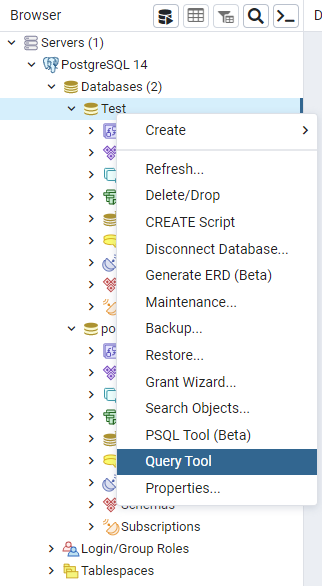 Browser
D
Servers (1)
PostgreSQL 14
Databases (2)
Test
Create
Refresh...
Delete/Drop
CREATE Script
Disconnect Database...
Generate ERD (Beta)
Maintenance...
Backup...
po
Restore...
Grant Wizard...
Search Objects...
PSQL Tool (Beta)
Query Tool
Properties...
Schemas
Subscriptions
Login/Group Roles
Tablespaces